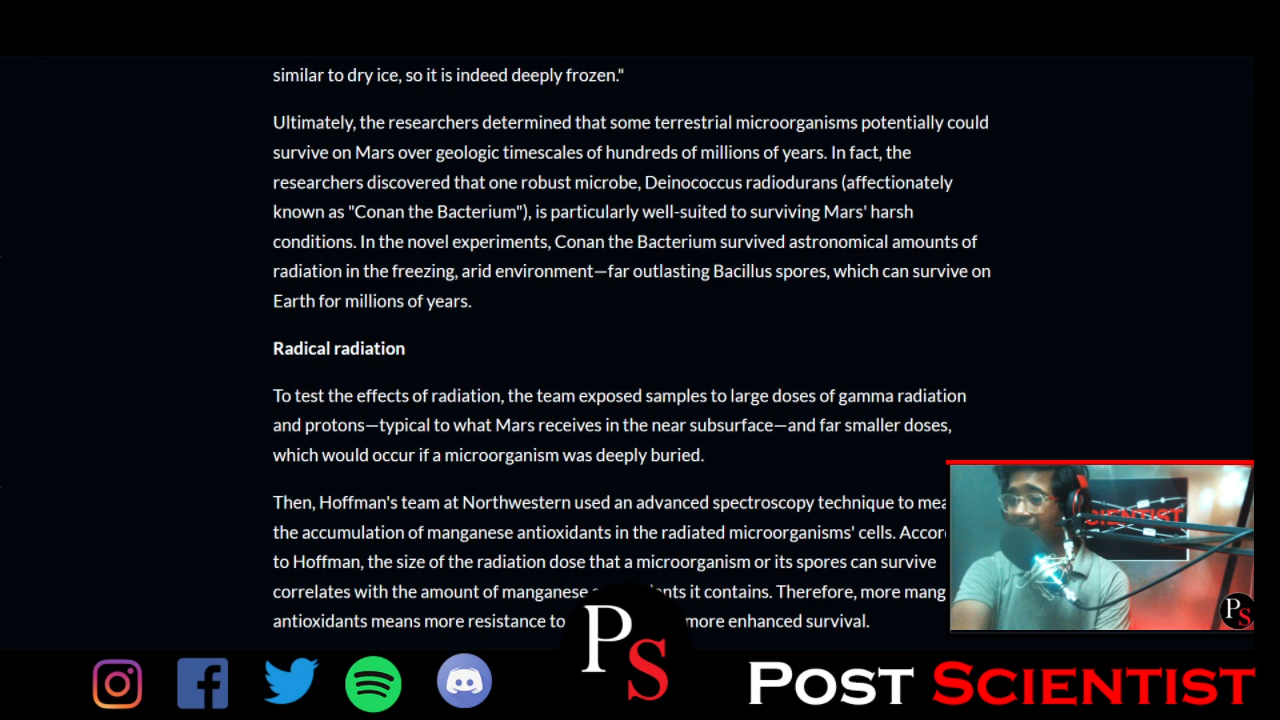 similar to dry ice, so it is indeed deeply frozen."
Ultimately, the researchers determined that some terrestrial microorganisms potentially could
survive on Mars over geologic timescales of hundreds of millions of years. In fact, the
researchers discovered that one robust microbe, Deinococcus radiodurans (affectionately
known as "Conan the Bacterium"), is particularly well-suited to surviving Mars' harsh
conditions. In the novel experiments, Conan the Bacterium survived astronomical amounts of
radiation in the freezing, arid environment—far outlasting Bacillus spores, which can survive on
Earth for millions of years.
Radical radiation
To test the effects of radiation, the team exposed samples to large doses of gamma radiation
and protons—typical to what Mars receives in the near subsurface—and far smaller doses,
which would occur if a microorganism was deeply buried.
Then, Hoffman's team at Northwestern used an advanced spectroscopy technique to mea
the accumulation of manganese antioxidants in the radiated microorganisms' cells. Accor
to Hoffman, the size of the radiation dose that a microorganism or its spores can survive
correlates with the amount of manganese nts it contains. Therefore, more mang
antioxidants means more resistance to more enhanced survival.
SCIENTIST
PS
PS
POST SCIENTIST